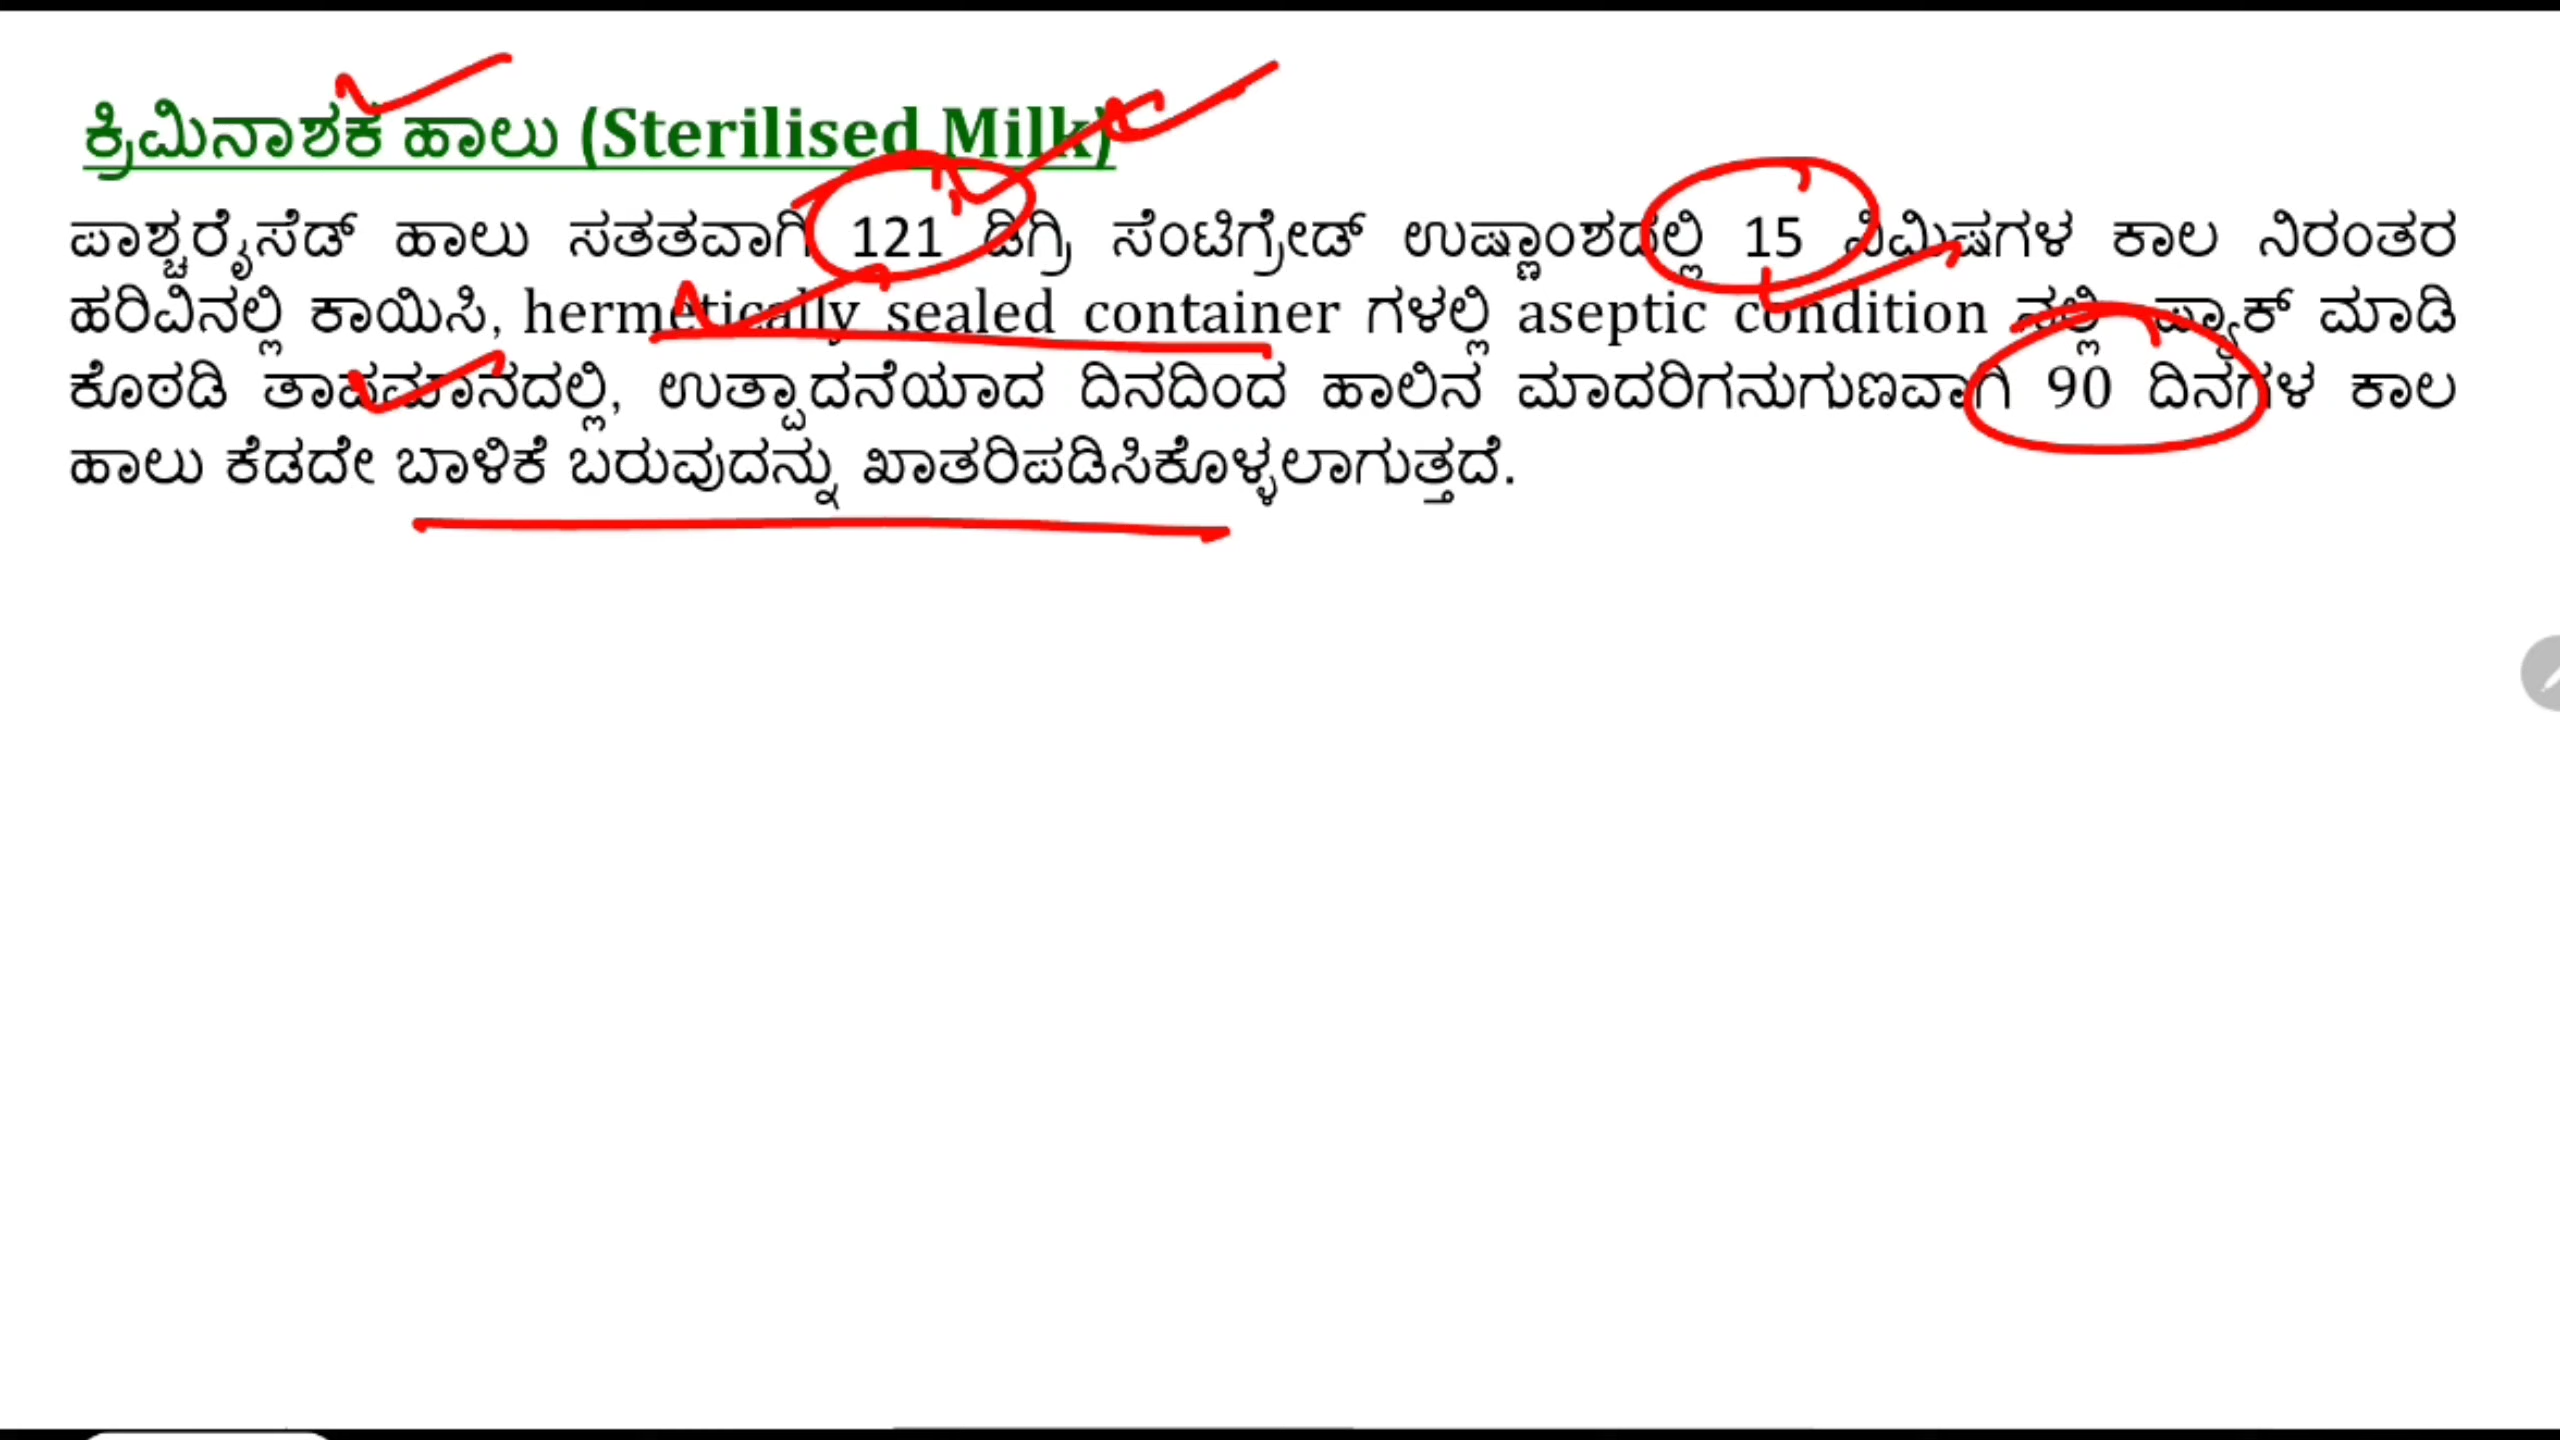 ಕ್ರಿಮಿನಾಶಕ ಹಾಲು (Sterilised Milk)
ಪಾಶ್ಚರೈಸೆಡ್ ಹಾಲು ಸತತವಾಗಿ 121 ಡಿಗ್ರಿ ಸೆಂಟಿಗ್ರೇಡ್ ಉಷ್ಣಾಂಶದಲ್ಲಿ 15 ನಿಮಿಷಗಳ ಕಾಲ ನಿರಂತರ
ಹರಿವಿನಲ್ಲಿ ಕಾಯಿಸಿ, hermetically sealed container ಗಳಲ್ಲಿ aseptic condition ನಲ್ಲಿ ಪ್ಯಾಕ್ ಮಾಡಿ
ಕೊಠಡಿ ತಾಪಮಾನದಲ್ಲಿ, ಉತ್ಪಾದನೆಯಾದ ದಿನದಿಂದ ಹಾಲಿನ ಮಾದರಿಗನುಗುಣವಾಗಿ 90 ದಿನಗಳ ಕಾಲ
ಹಾಲು ಕೆಡದೇ ಬಾಳಿಕೆ ಬರುವುದನ್ನು ಖಾತರಿಪಡಿಸಿಕೊಳ್ಳಲಾಗುತ್ತದೆ.